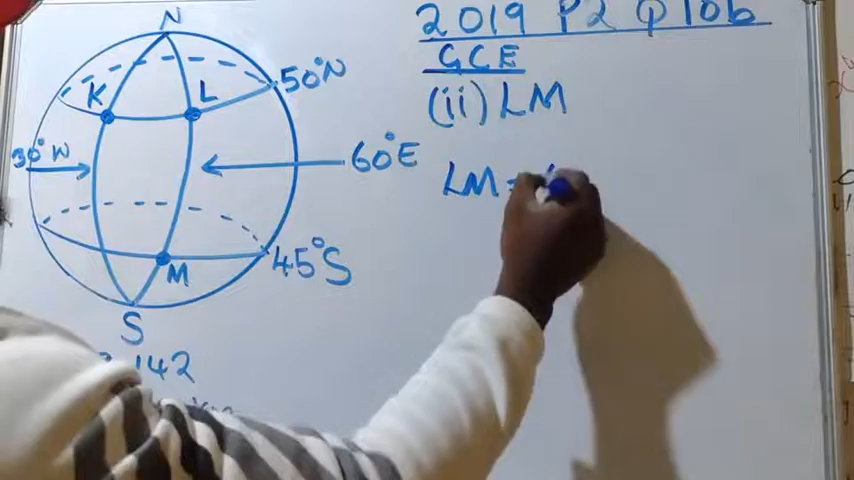 2019 P2 Q10b
GCE
(ii) LM
LM =
N
50°N
K
L
30°W
60°E
45°S
M
S
142